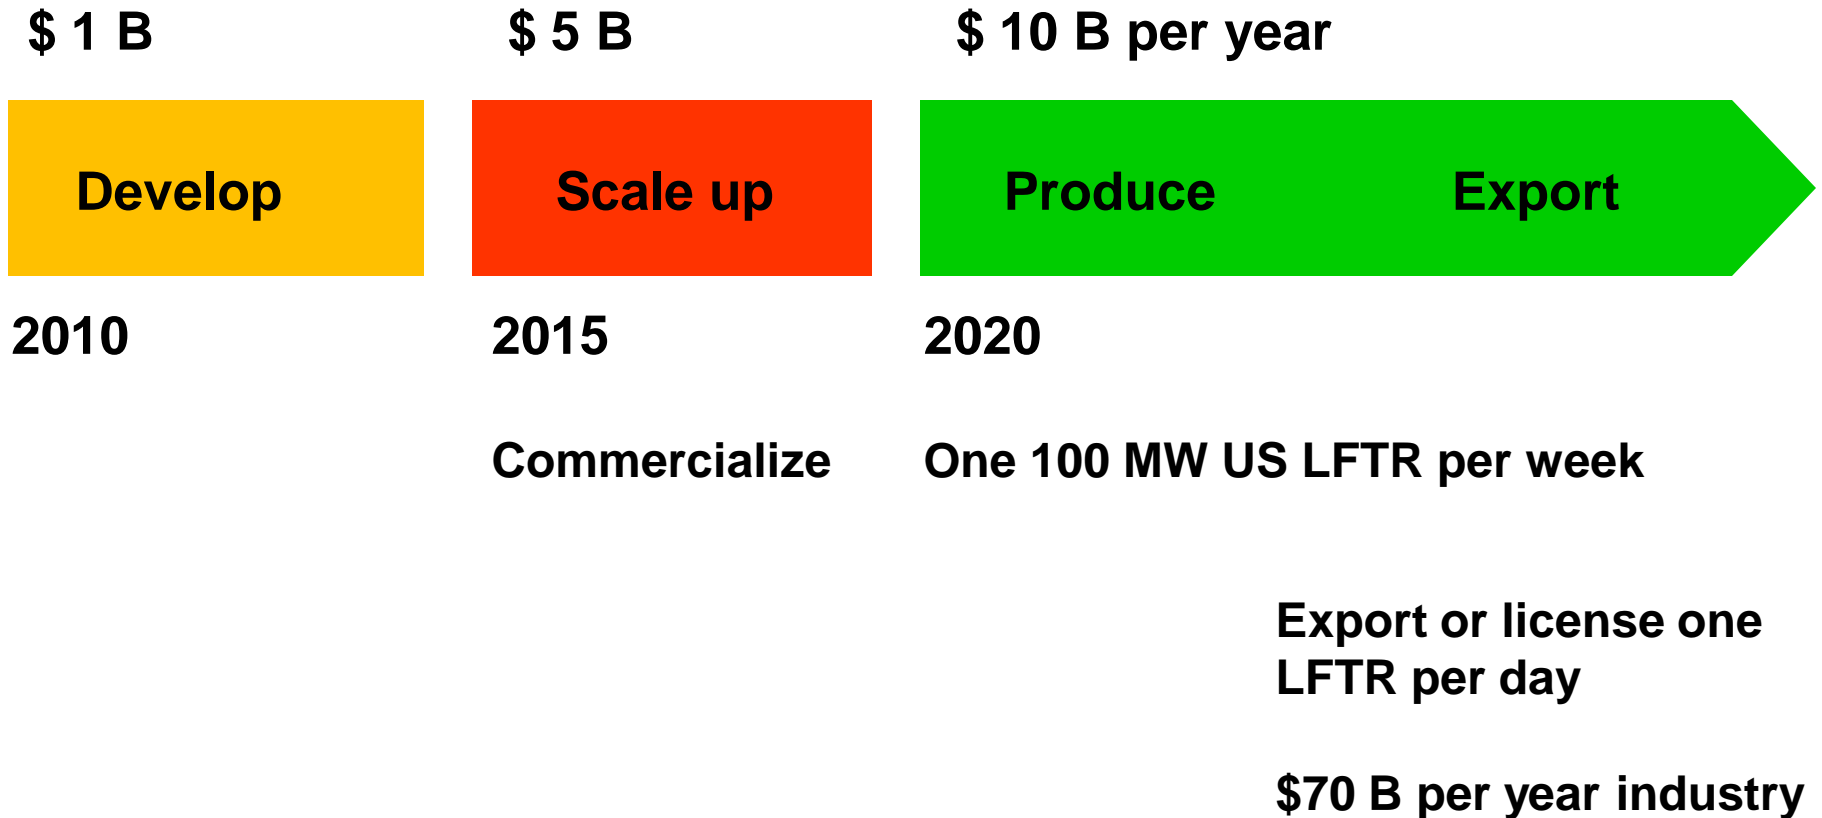 $ 1 B
$ 5 B
$ 10 B per year
Develop
Scale up
Produce
Export
2010
2015
2020
Commercialize
One 100 MW US LFTR per week
Export or license one
LFTR per day
$70 B per year industry